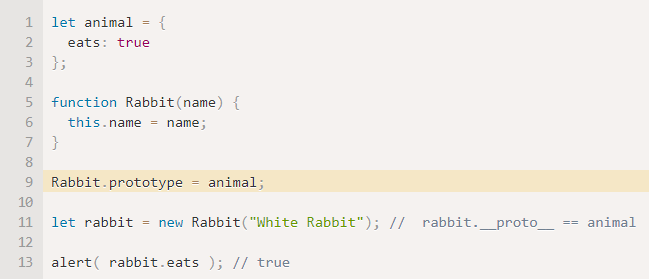 1 let animal = {
2   eats: true
3 };
4
5 function Rabbit(name) {
6   this.name = name;
7 }
8
9 Rabbit.prototype = animal;
10
11 let rabbit = new Rabbit("White Rabbit"); //  rabbit.__proto__ == animal
12
13 alert( rabbit.eats ); // true